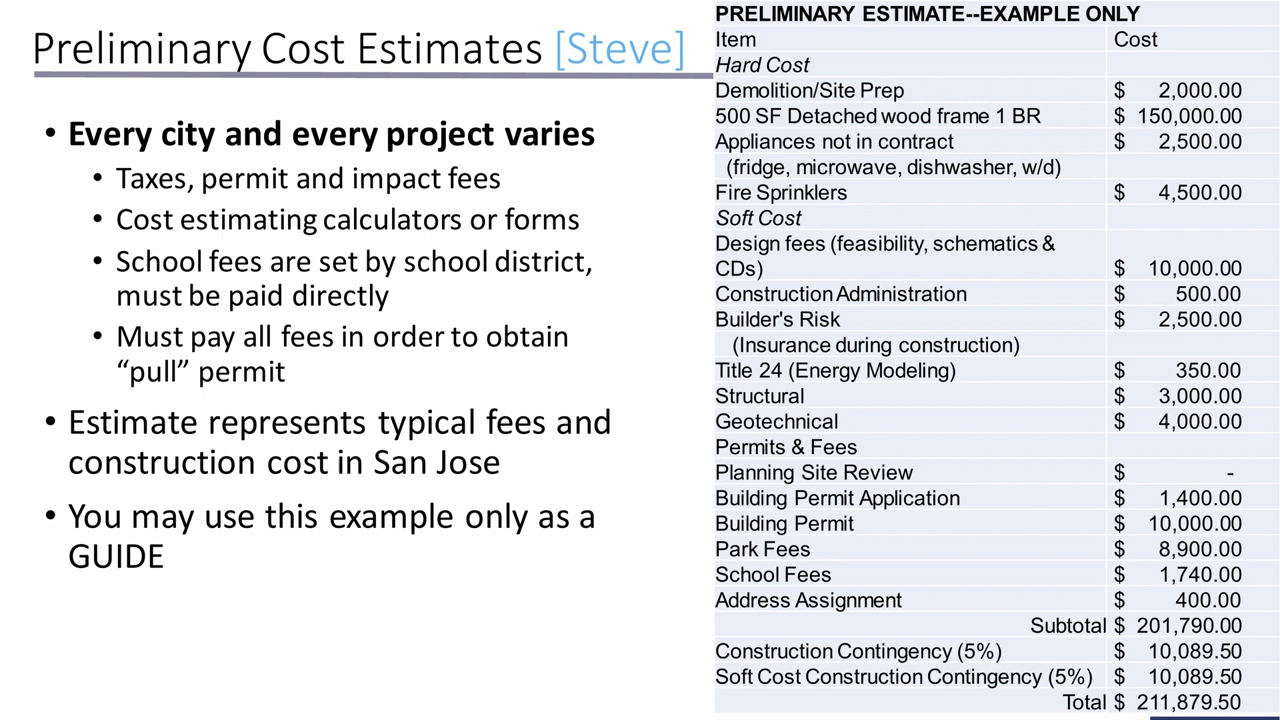 Preliminary Cost Estimates [Steve]
• Every city and every project varies
• Taxes, permit and impact fees
• Cost estimating calculators or forms
• School fees are set by school district,
must be paid directly
• Must pay all fees in order to obtain
“pull” permit
• Estimate represents typical fees and
construction cost in San Jose
• You may use this example only as a
GUIDE
PRELIMINARY ESTIMATE--EXAMPLE ONLY
Item Cost
Hard Cost
Demolition/Site Prep $ 2,000.00
500 SF Detached wood frame 1 BR $ 150,000.00
Appliances not in contract $ 2,500.00
(fridge, microwave, dishwasher, w/d)
Fire Sprinklers $ 4,500.00
Soft Cost
Design fees (feasibility, schematics &
CDs) $ 10,000.00
Construction Administration $ 500.00
Builder's Risk $ 2,500.00
(Insurance during construction)
Title 24 (Energy Modeling) $ 350.00
Structural $ 3,000.00
Geotechnical $ 4,000.00
Permits & Fees
Planning Site Review $ -
Building Permit Application $ 1,400.00
Building Permit $ 10,000.00
Park Fees $ 8,900.00
School Fees $ 1,740.00
Address Assignment $ 400.00
Subtotal $ 201,790.00
Construction Contingency (5%) $ 10,089.50
Soft Cost Construction Contingency (5%) $ 10,089.50
Total $ 211,879.50